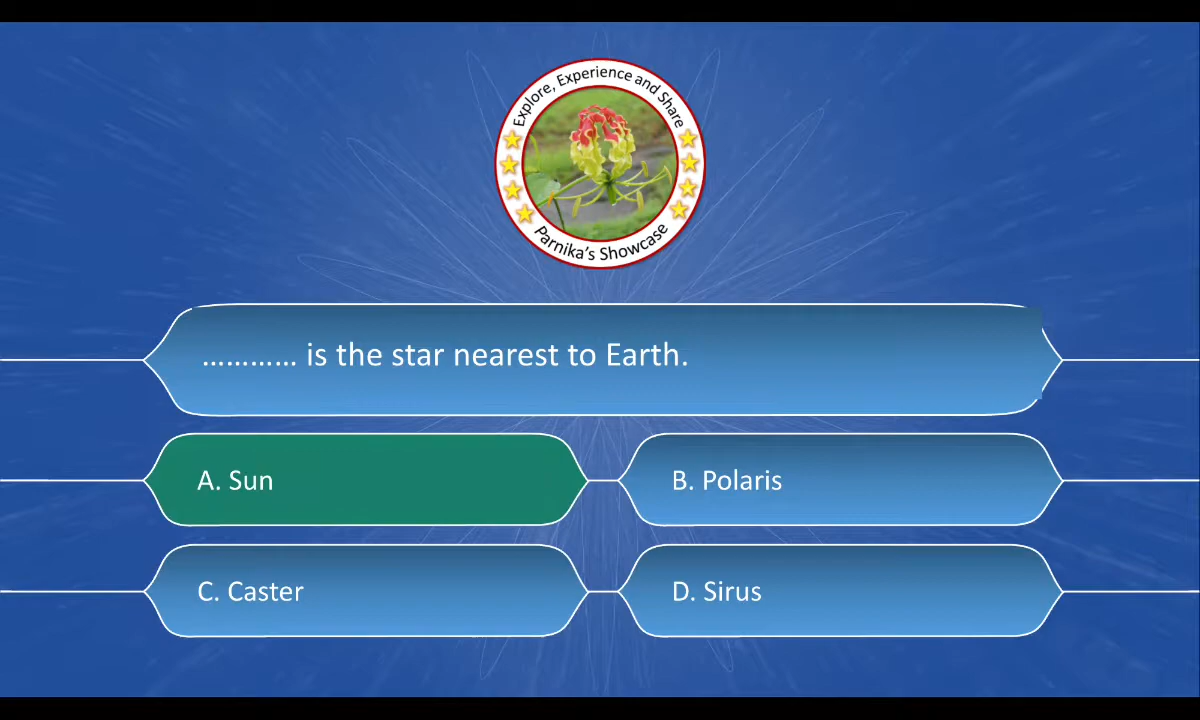 Explore, Experience and Share
Parnika's Showcase
............ is the star nearest to Earth.
A. Sun
B. Polaris
C. Caster
D. Sirus